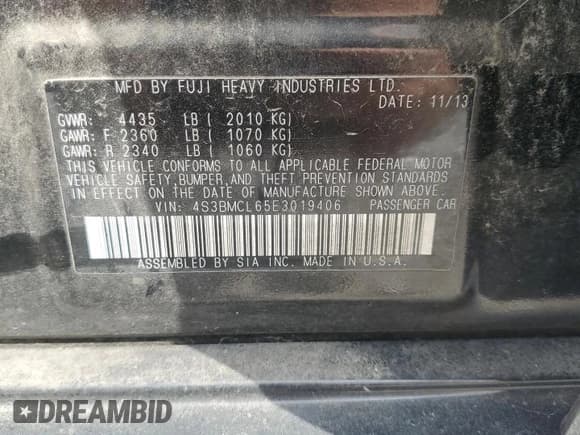 MFD BY FUJI HEAVY INDUSTRIES LTD.
DATE: 11/13
GVWR: 4435 LB ( 2010 KG)
GAWR: F 2360 LB ( 1070 KG)
GAWR: R 2340 LB ( 1060 KG)
THIS VEHICLE CONFORMS TO ALL APPLICABLE FEDERAL MOTOR
VEHICLE SAFETY,BUMPER,AND THEFT PREVENTION STANDARDS
IN EFFECT ON THE DATE OF MANUFACTURE SHOWN ABOVE.
VIN: 4S3BMCL65E3019406 PASSENGER CAR
ASSEMBLED BY SIA INC. MADE IN U.S.A.
DREAMBID